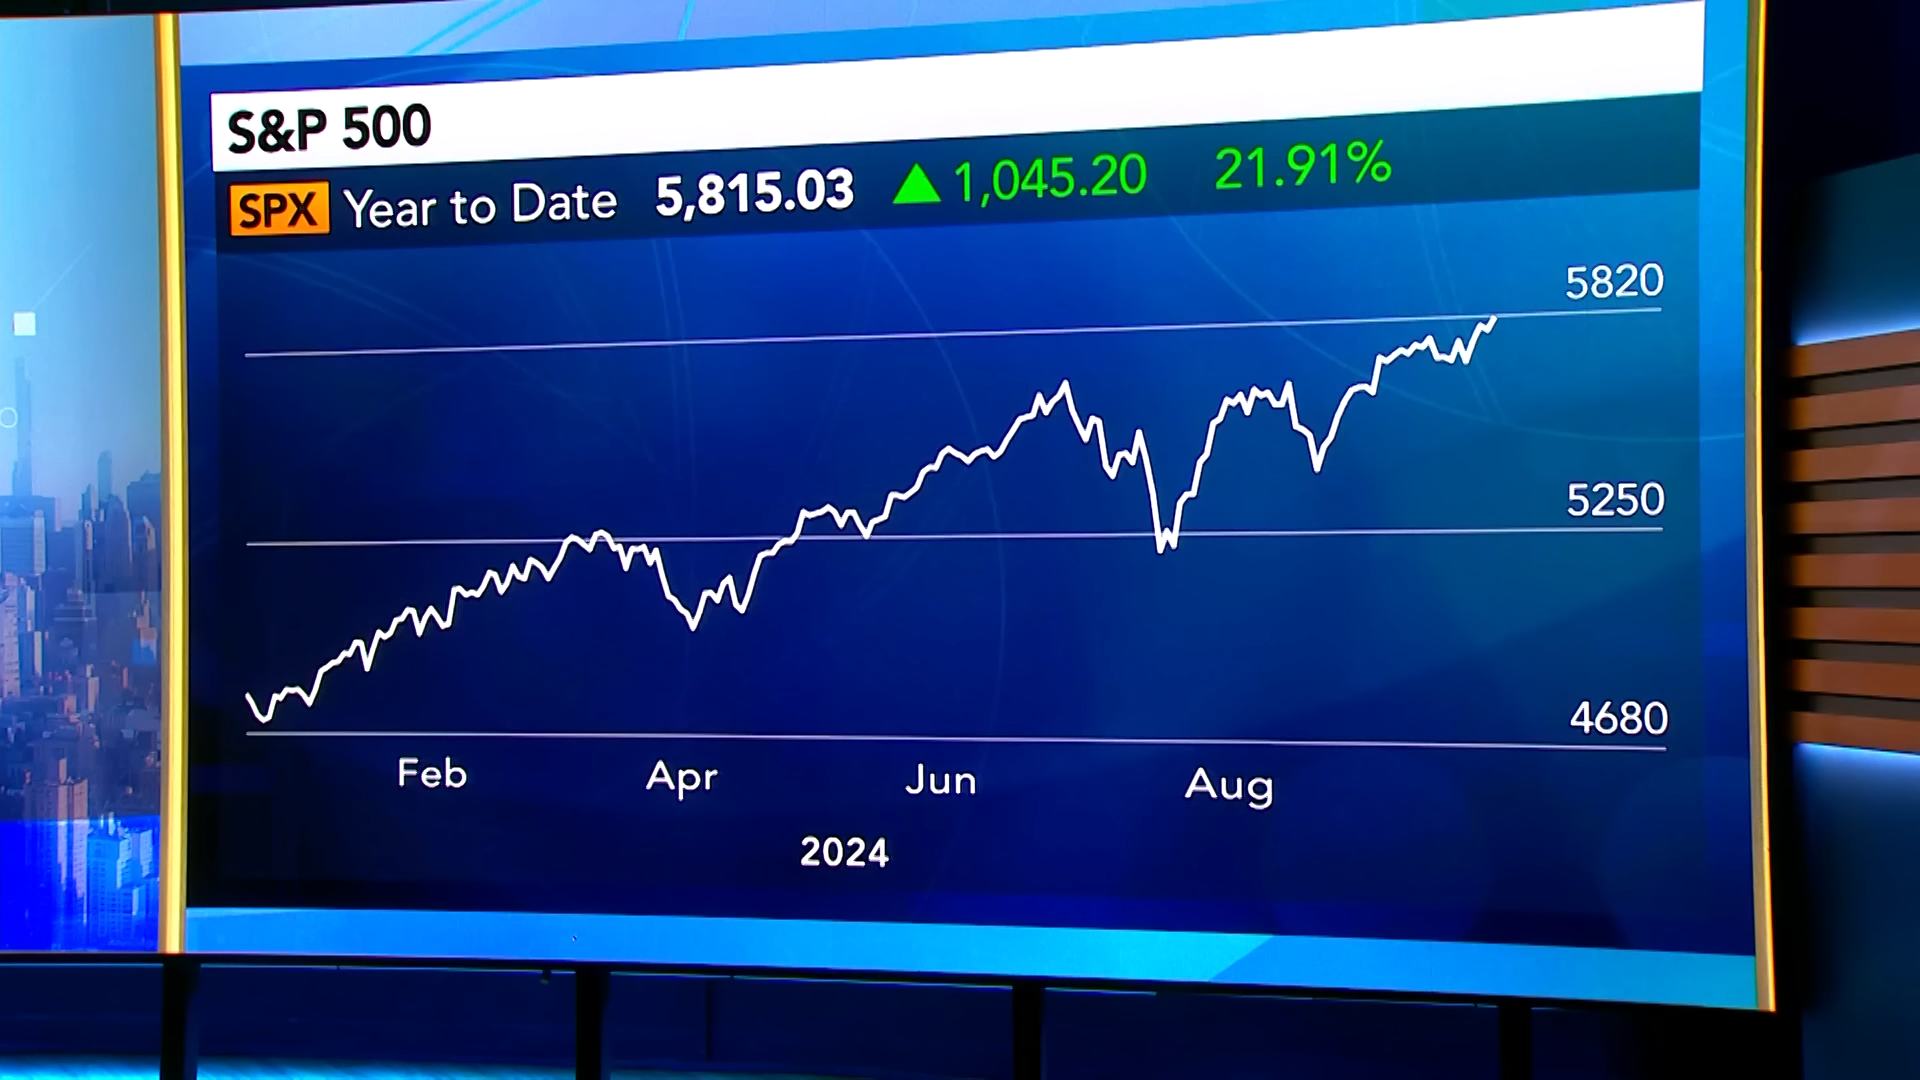 S&P 500
SPX Year to Date 5,815.03 ▲ 1,045.20 21.91%
5820
5250
4680
Feb Apr Jun Aug
2024